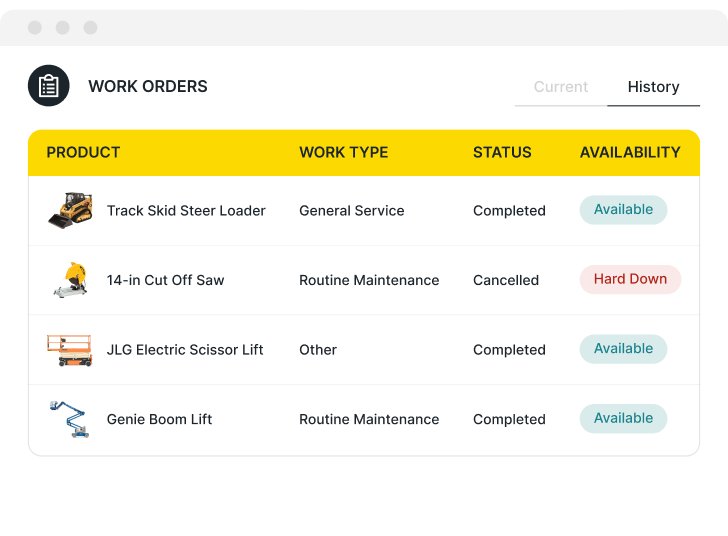 WORK ORDERS
Current History
PRODUCT WORK TYPE STATUS AVAILABILITY
Track Skid Steer Loader General Service Completed Available
14-in Cut Off Saw Routine Maintenance Cancelled Hard Down
JLG Electric Scissor Lift Other Completed Available
Genie Boom Lift Routine Maintenance Completed Available